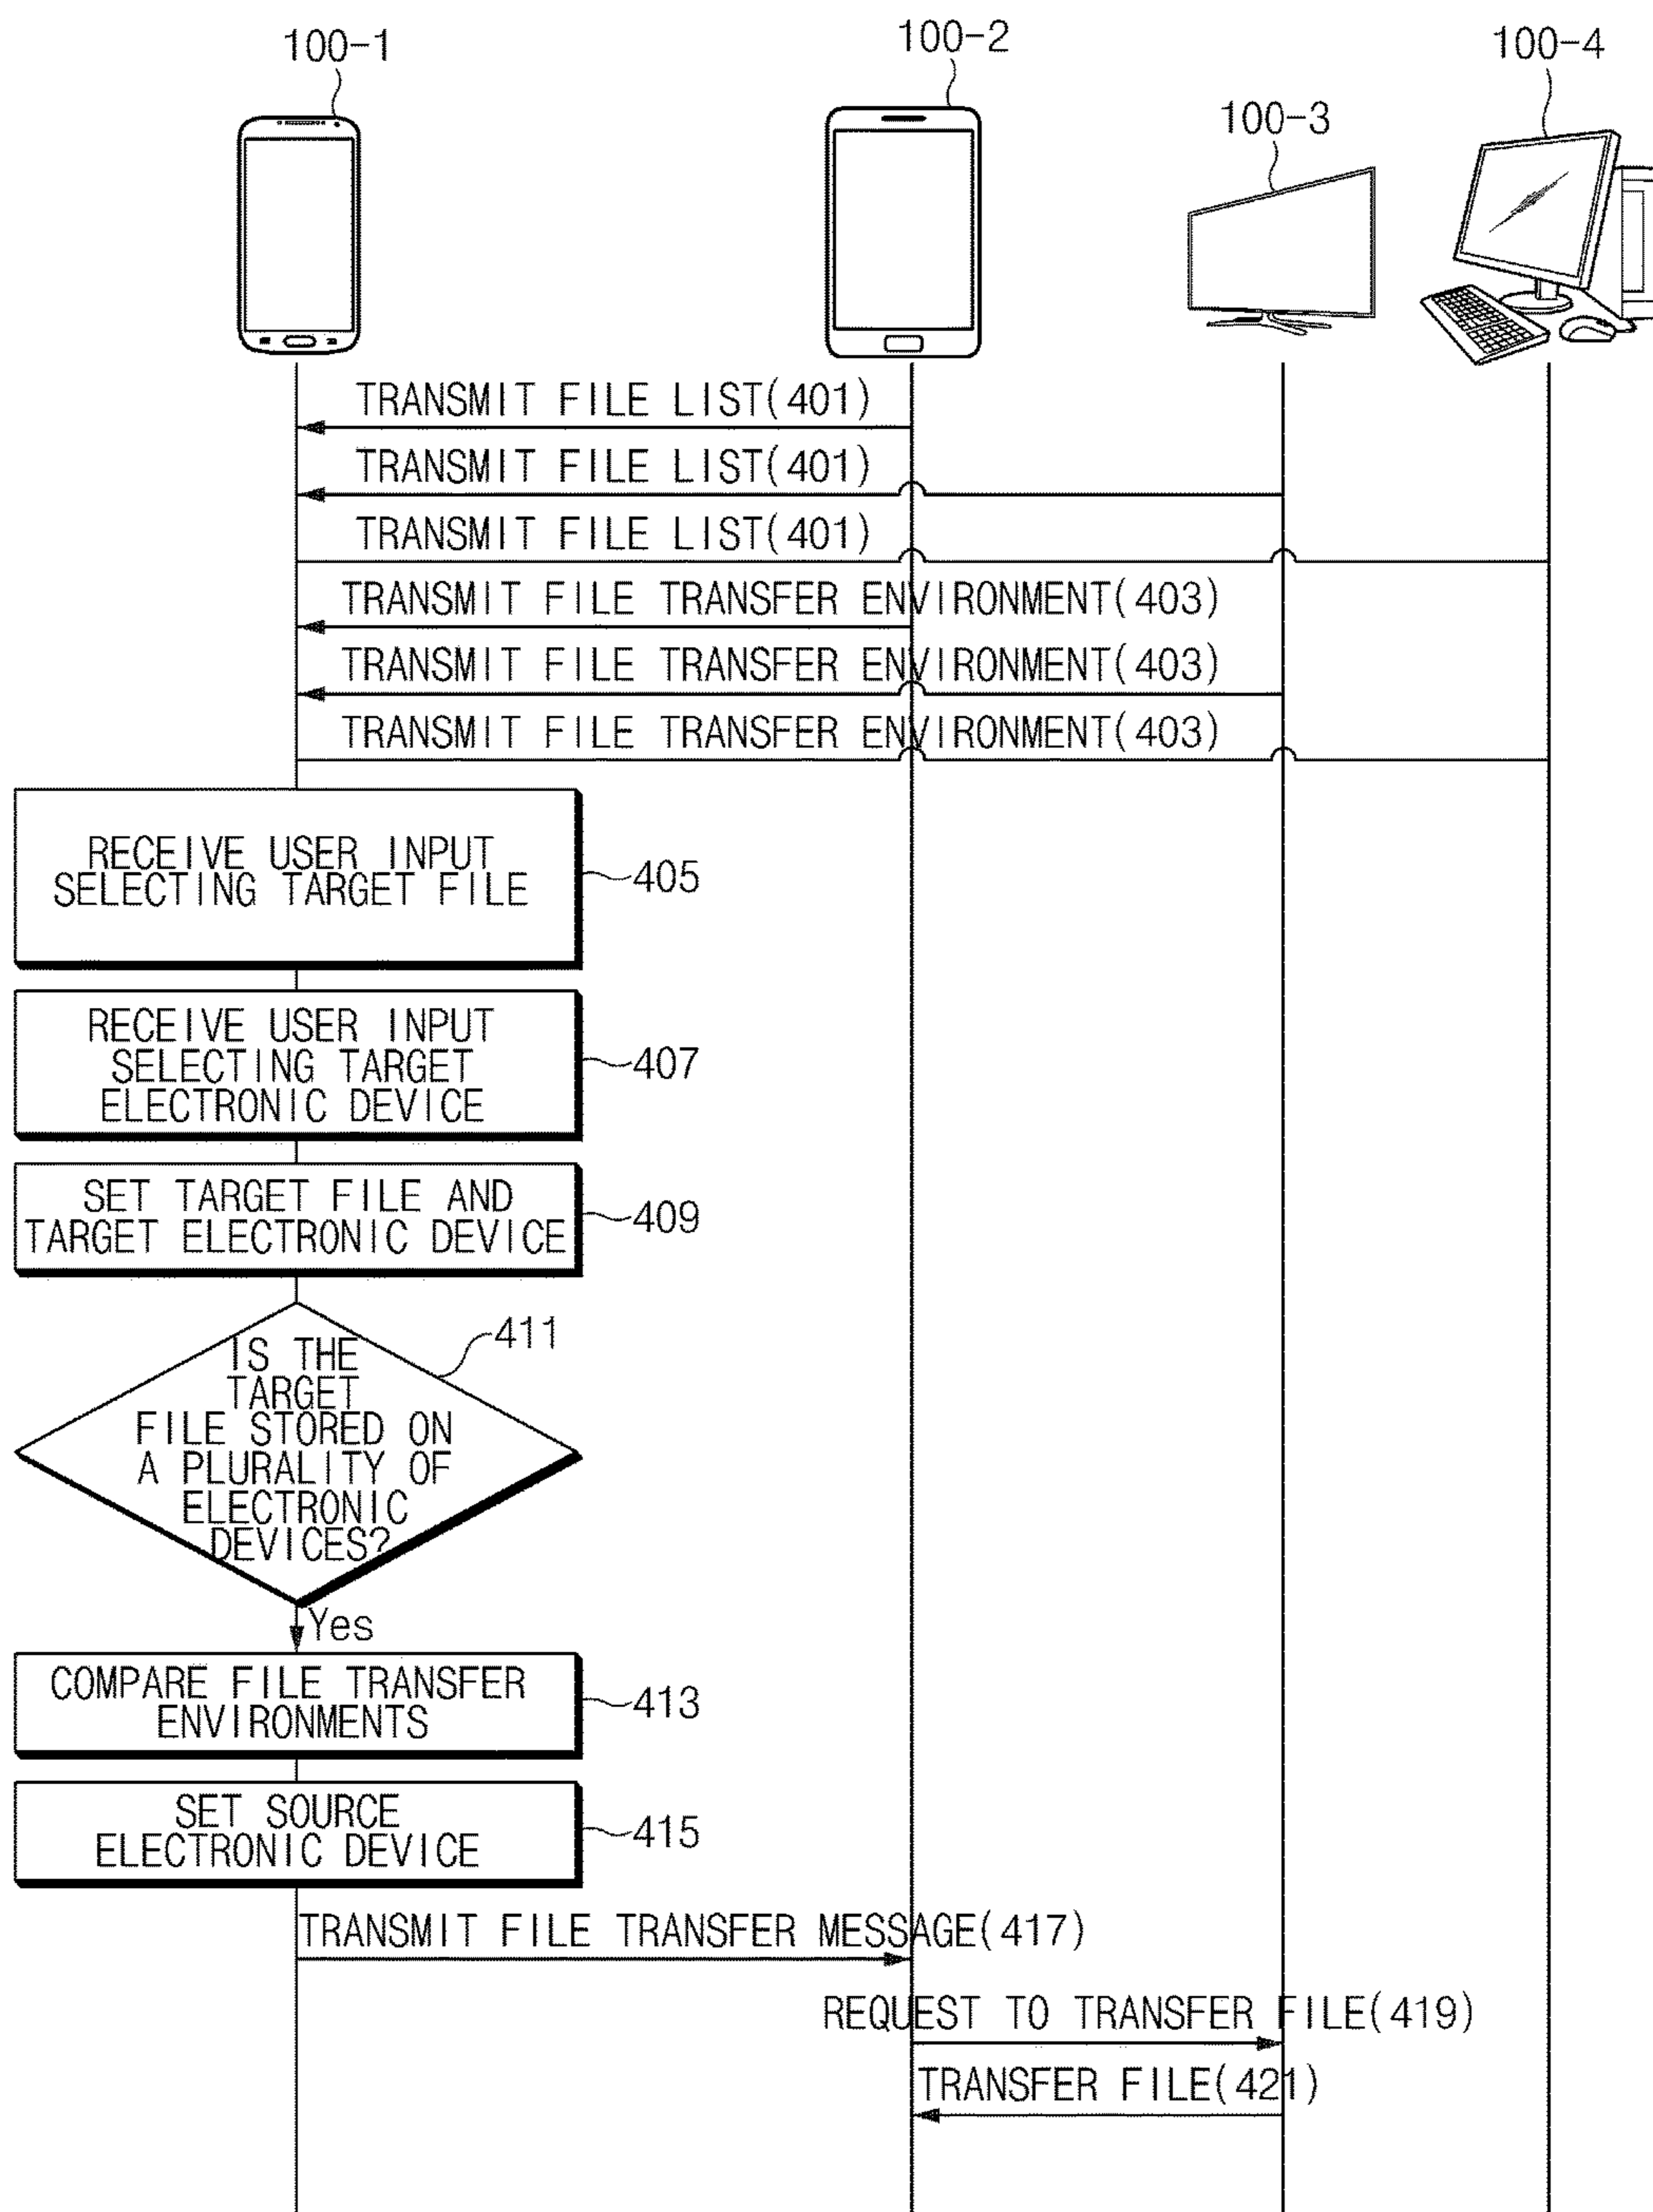 100-1
100-2
100-3
100-4
TRANSMIT FILE LIST(401)
TRANSMIT FILE LIST(401)
TRANSMIT FILE LIST(401)
TRANSMIT FILE TRANSFER ENVIRONMENT(403)
TRANSMIT FILE TRANSFER ENVIRONMENT(403)
TRANSMIT FILE TRANSFER ENVIRONMENT(403)
RECEIVE USER INPUT
SELECTING TARGET FILE
405
RECEIVE USER INPUT
SELECTING TARGET
ELECTRONIC DEVICE
407
SET TARGET FILE AND
TARGET ELECTRONIC DEVICE
409
IS THE
TARGET
FILE STORED ON
A PLURALITY OF
ELECTRONIC
DEVICES?
411
Yes
COMPARE FILE TRANSFER
ENVIRONMENTS
413
SET SOURCE
ELECTRONIC DEVICE
415
TRANSMIT FILE TRANSFER MESSAGE(417)
REQUEST TO TRANSFER FILE(419)
TRANSFER FILE(421)